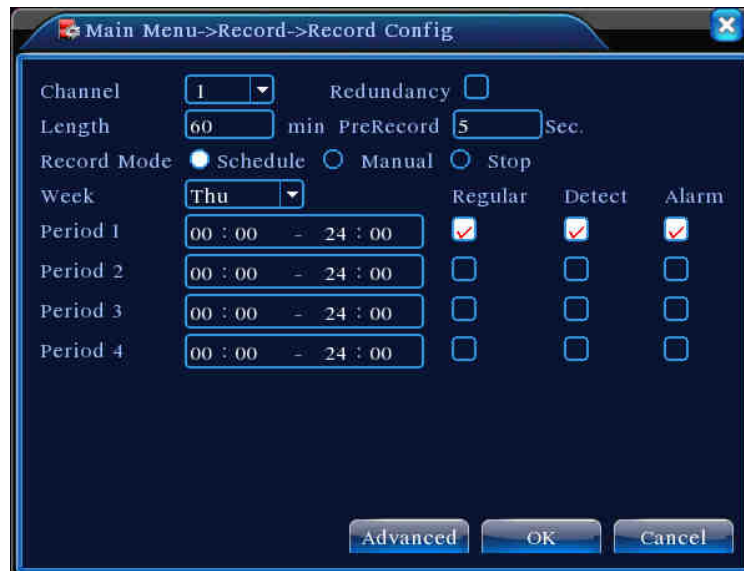 Main Menu->Record->Record Config
Channel 1 Redundancy
Length 60 min PreRecord 5 Sec.
Record Mode Schedule Manual Stop
Week Thu Regular Detect Alarm
Period 1 00 : 00 - 24 : 00
Period 2 00 : 00 - 24 : 00
Period 3 00 : 00 - 24 : 00
Period 4 00 : 00 - 24 : 00
Advanced OK Cancel